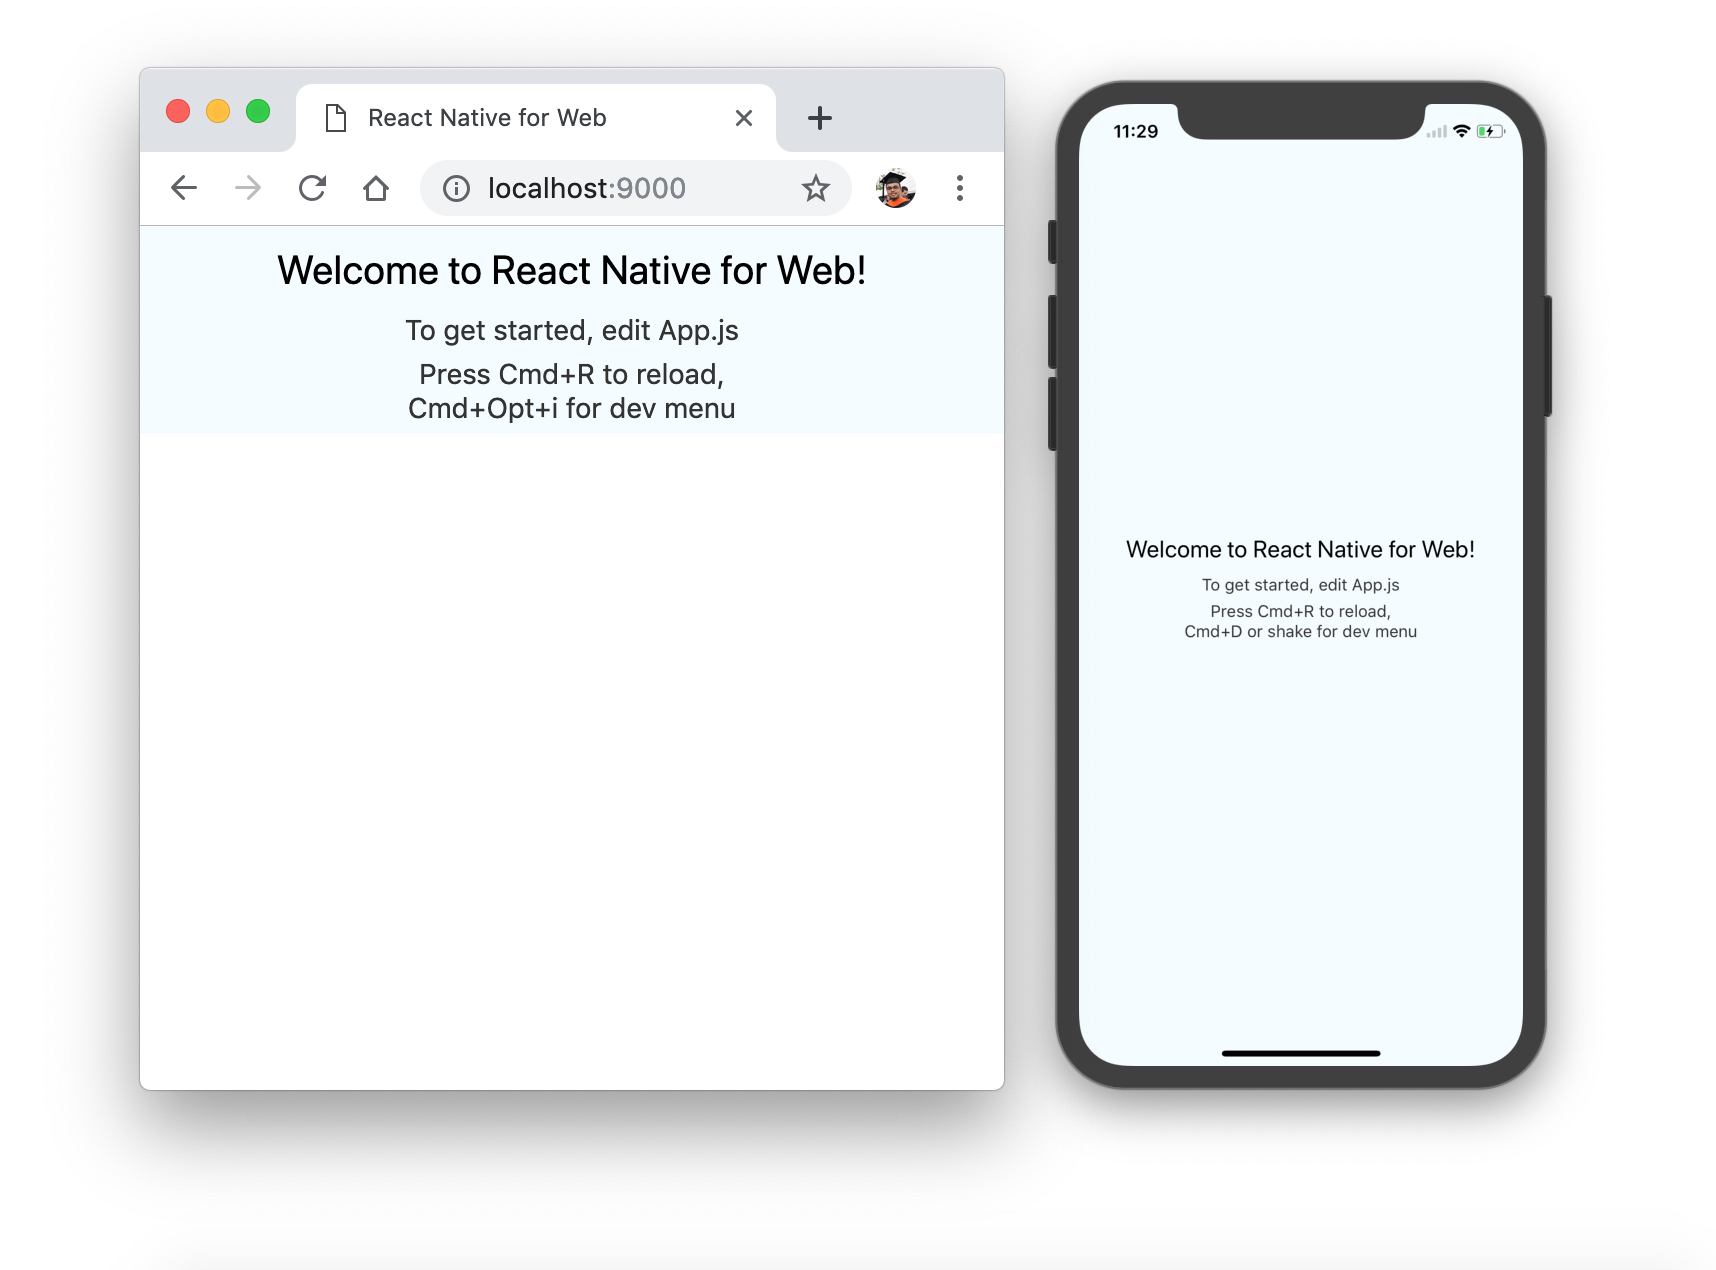 React Native for Web
localhost:9000
Welcome to React Native for Web!
To get started, edit App.js
Press Cmd+R to reload,
Cmd+Opt+i for dev menu
11:29
Welcome to React Native for Web!
To get started, edit App.js
Press Cmd+R to reload,
Cmd+D or shake for dev menu